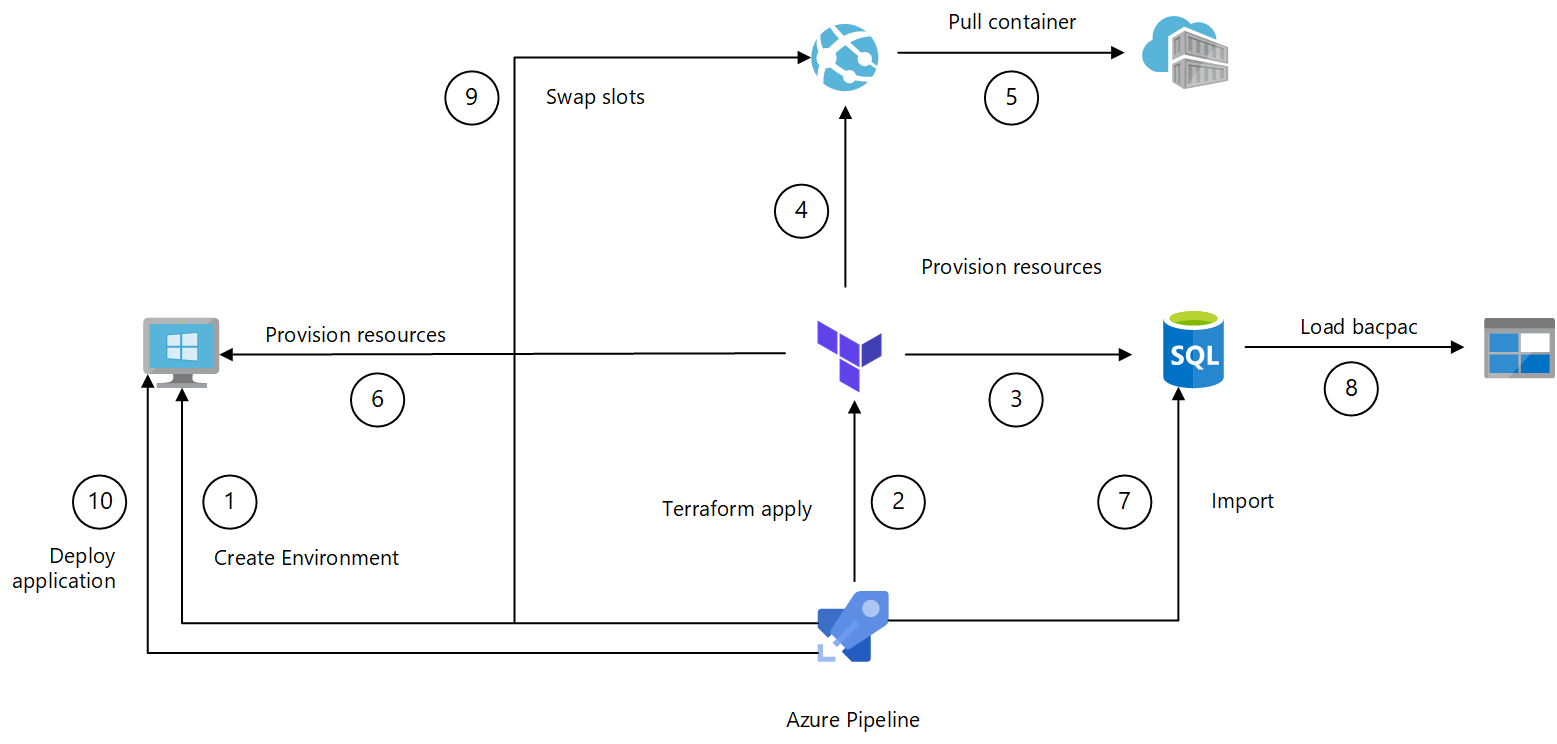 Pull container
9
Swap slots
5
4
Provision resources
Provision resources
Load bacpac
SQL
6
3
8
10
1
Terraform apply
2
7
Import
Deploy
application
Create Environment
Azure Pipeline